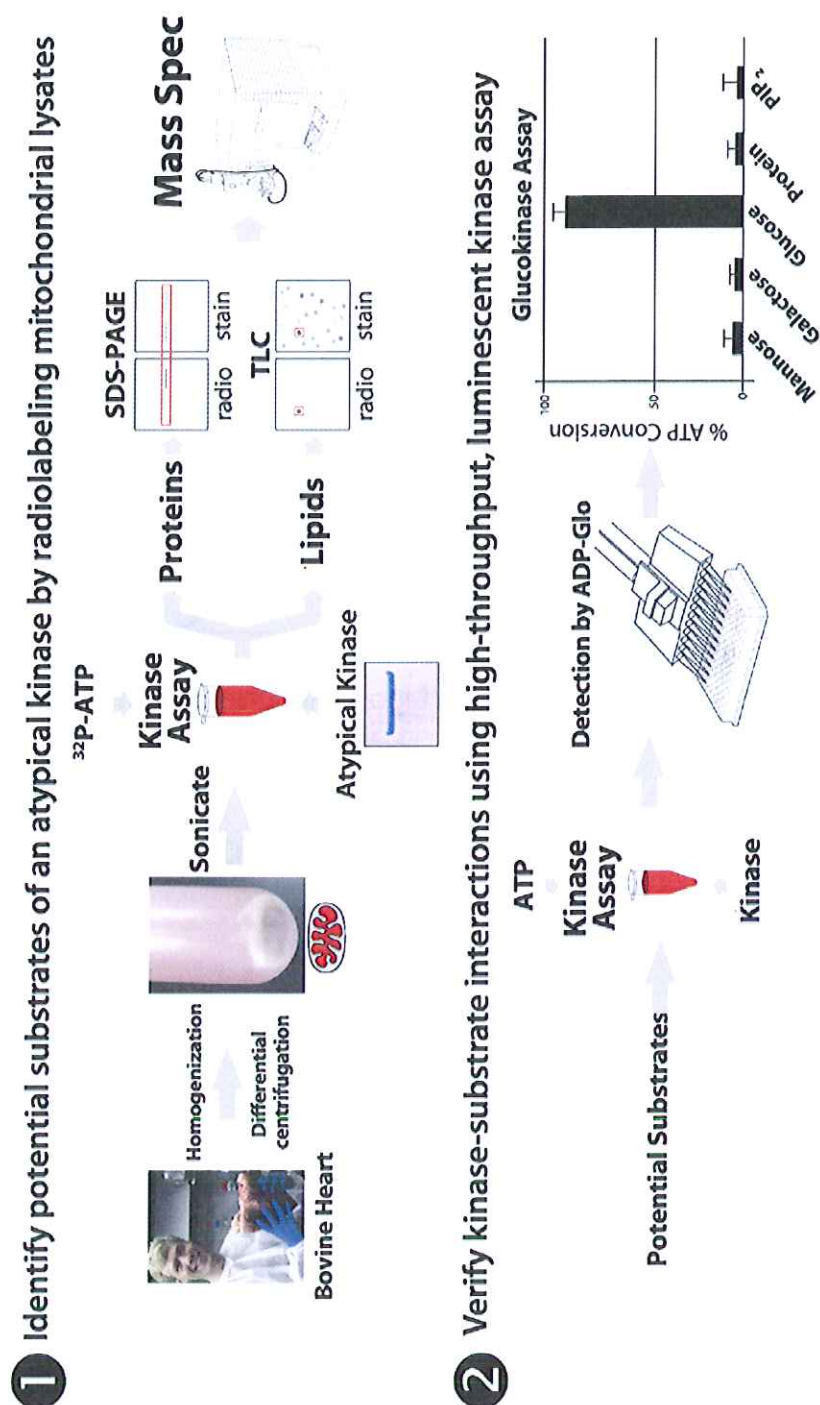 1 Identify potential substrates of an atypical kinase by radiolabeling mitochondrial lysates
Bovine Heart
Homogenization
Differential
centrifugation
Sonicate
³²P-ATP
Kinase
Assay
Atypical Kinase
Proteins
Lipids
SDS-PAGE
radio stain
TLC
radio stain
Mass Spec
2 Verify kinase-substrate interactions using high-throughput, luminescent kinase assay
Potential Substrates
ATP
Kinase
Assay
Kinase
Detection by ADP-Glo
Glucokinase Assay
% ATP Conversion
100
50
0
Mannose
Galactose
Glucose
Protein
PIP₂